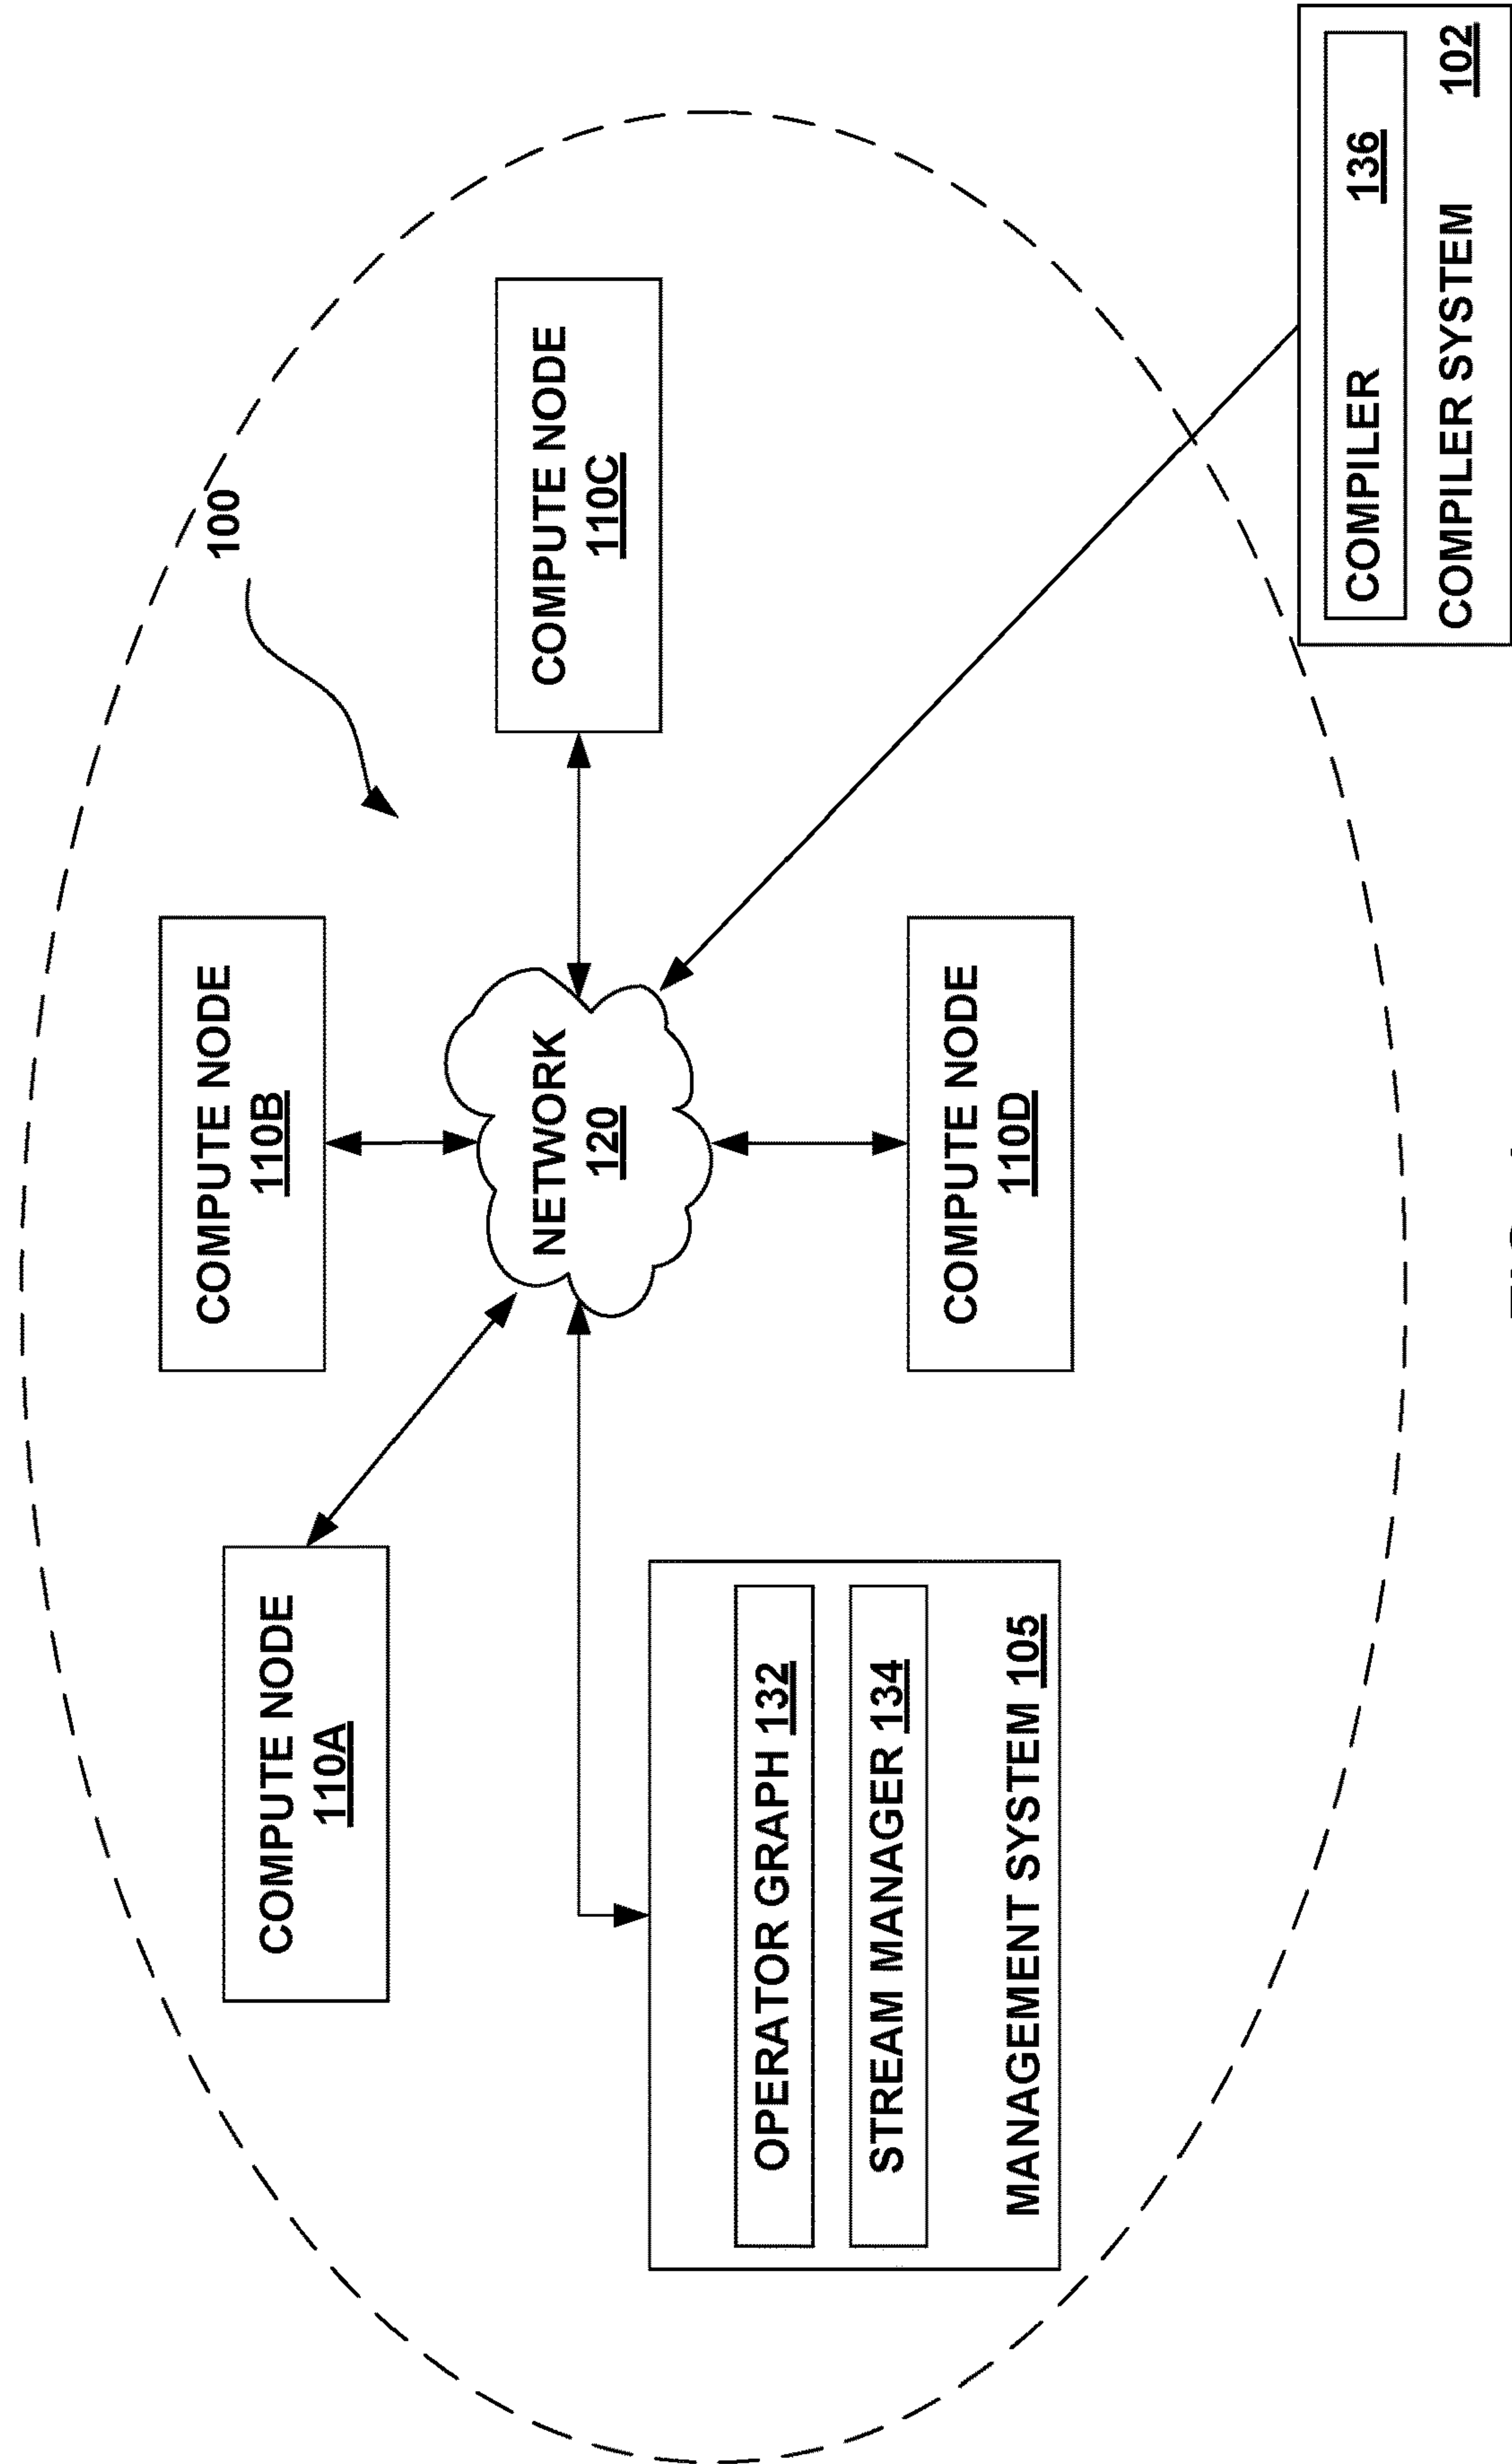 100
COMPUTE NODE
110B
COMPUTE NODE
110A
COMPUTE NODE
110C
NETWORK
120
OPERATOR GRAPH 132
STREAM MANAGER 134
MANAGEMENT SYSTEM 105
COMPUTE NODE
110D
COMPILER 136
COMPILER SYSTEM 102